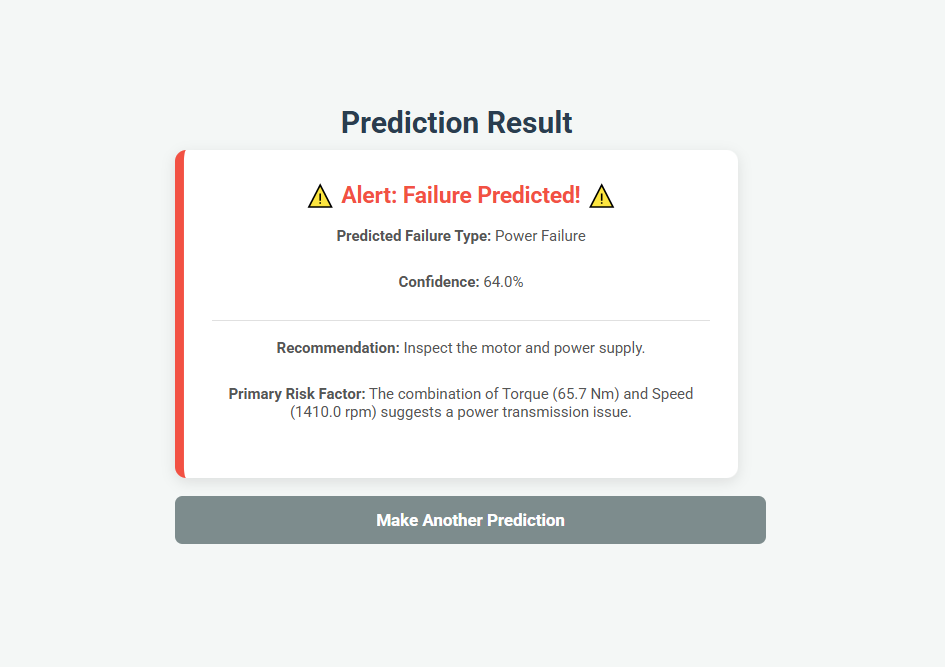 Prediction Result
⚠️ Alert: Failure Predicted! ⚠️
Predicted Failure Type: Power Failure
Confidence: 64.0%
Recommendation: Inspect the motor and power supply.
Primary Risk Factor: The combination of Torque (65.7 Nm) and Speed
(1410.0 rpm) suggests a power transmission issue.
Make Another Prediction